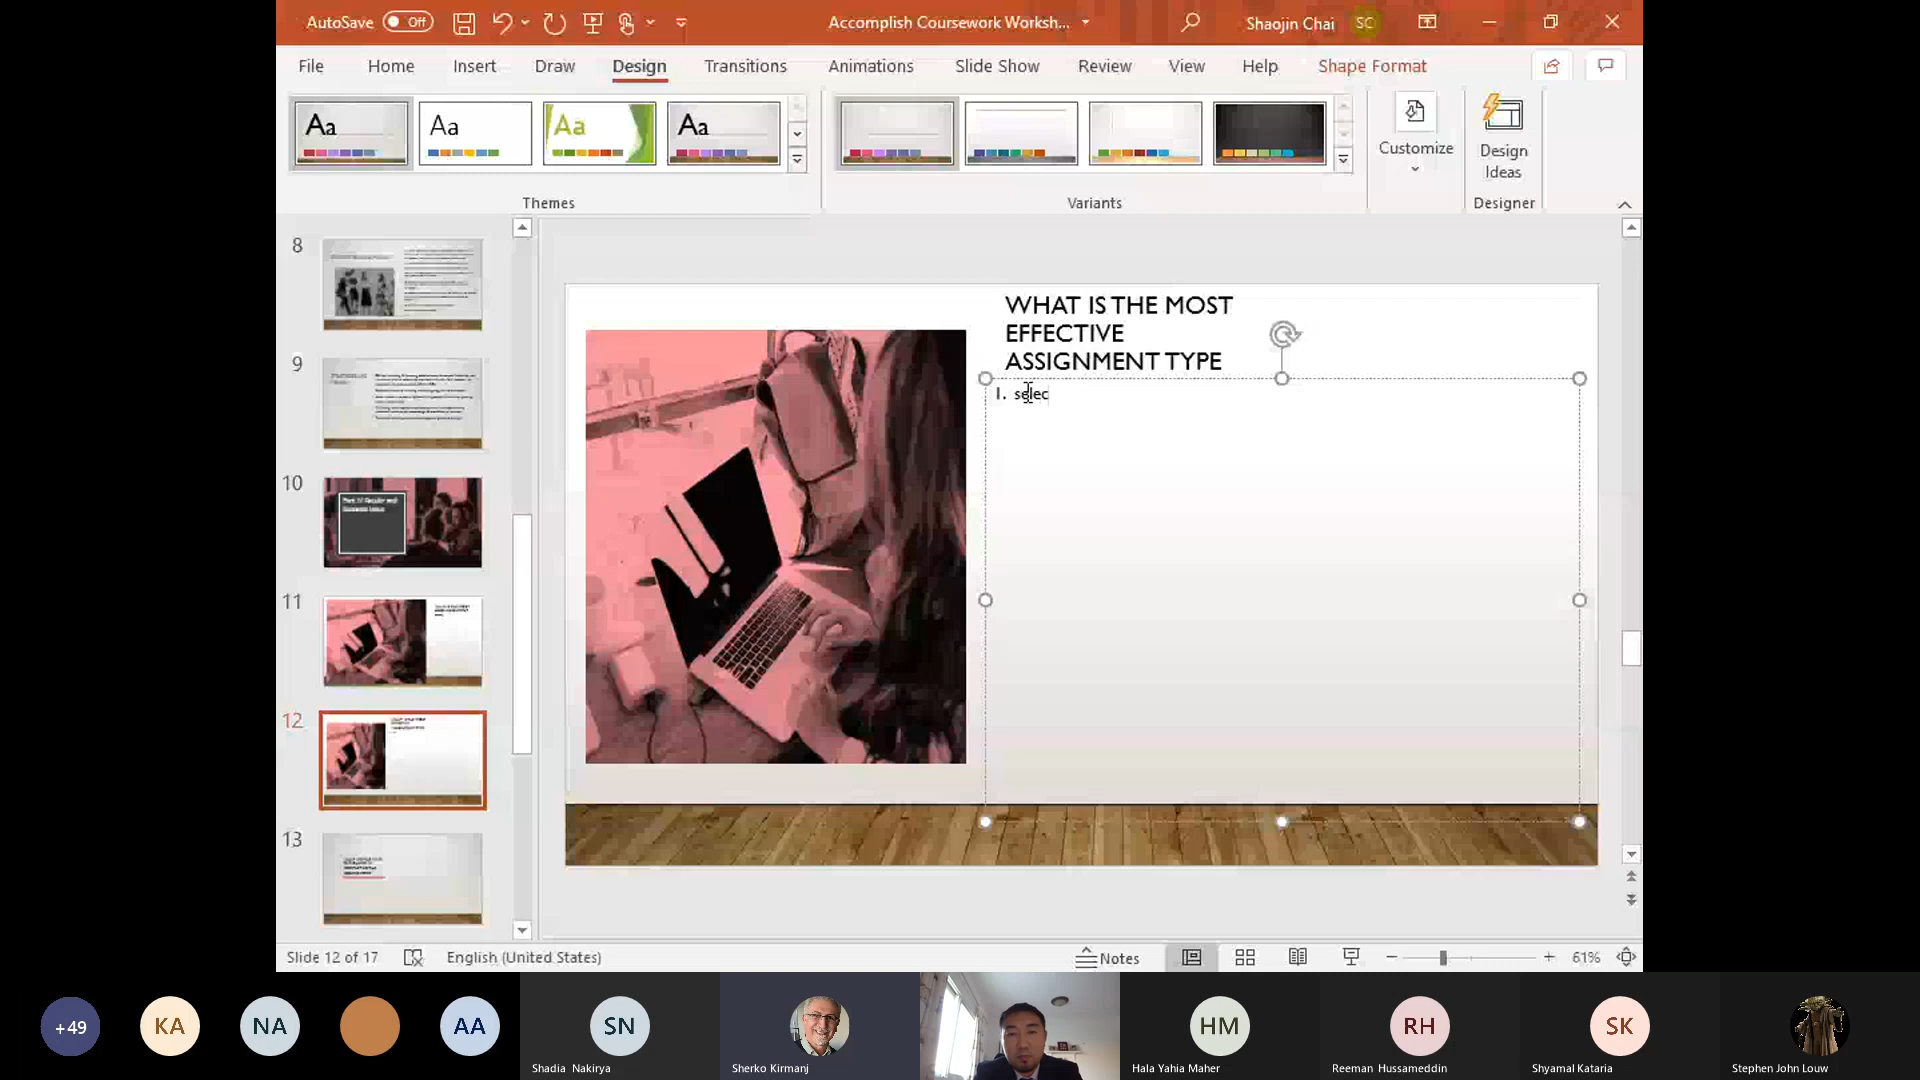 AutoSave Off
Accomplish Coursework Worksh...
Shaojin Chai SC
File Home Insert Draw Design Transitions Animations Slide Show Review View Help Shape Format
Aa Aa Aa Aa
Customize
Design
Ideas
Themes
Variants
Designer
8
9
10
11
12
13
WHAT IS THE MOST
EFFECTIVE
ASSIGNMENT TYPE
1. selec
Slide 12 of 17
English (United States)
Notes
61%
+49 KA NA AA SN HM RH SK
Shadia Nakirya
Sherko Kirmanj
Hala Yahia Maher
Reeman Hussameddin
Shyamal Kataria
Stephen John Louw